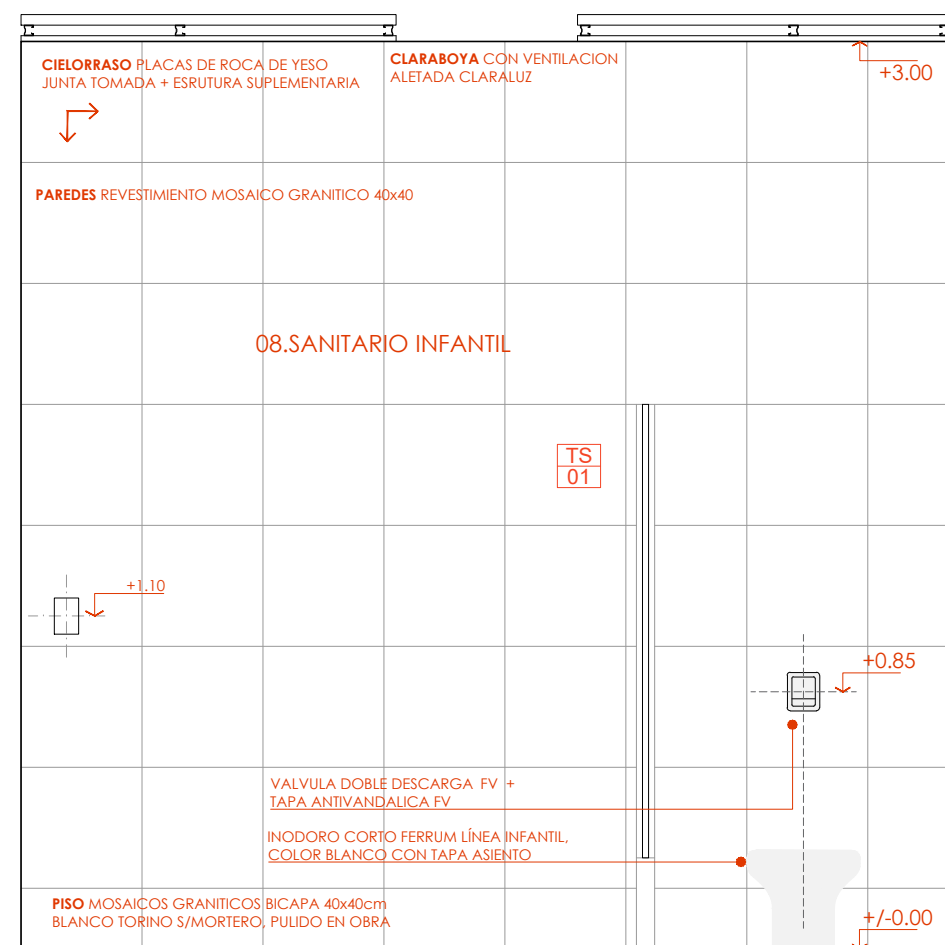 CIELORRASO PLACAS DE ROCA DE YESO
JUNTA TOMADA + ESRUTURA SUPLEMENTARIA
CLARABOYA CON VENTILACION
ALETADA CLARALUZ
+3.00
PAREDES REVESTIMIENTO MOSAICO GRANITICO 40x40
08.SANITARIO INFANTIL
TS
01
+1.10
+0.85
VALVULA DOBLE DESCARGA FV +
TAPA ANTIVANDALICA FV
INODORO CORTO FERRUM LÍNEA INFANTIL,
COLOR BLANCO CON TAPA ASIENTO
PISO MOSAICOS GRANITICOS BICAPA 40x40cm
BLANCO TORINO S/MORTERO, PULIDO EN OBRA
+/-0.00